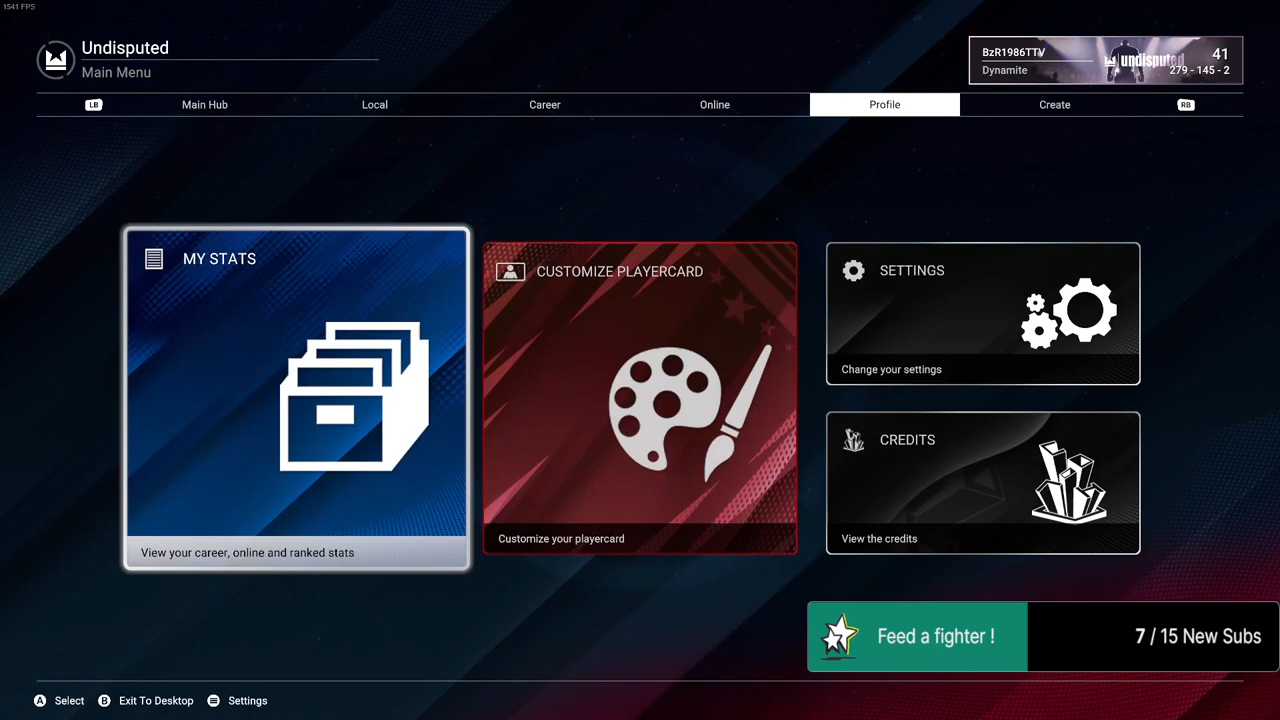 1541 FPS
Undisputed
Main Menu
BzR1986TTV
Dynamite
undisputed
41
279 - 145 - 2
LB
Main Hub
Local
Career
Online
Profile
Create
RB
MY STATS
View your career, online and ranked stats
CUSTOMIZE PLAYERCARD
Customize your playercard
SETTINGS
Change your settings
CREDITS
View the credits
Feed a fighter !
7 / 15 New Subs
A Select
B Exit To Desktop
Settings